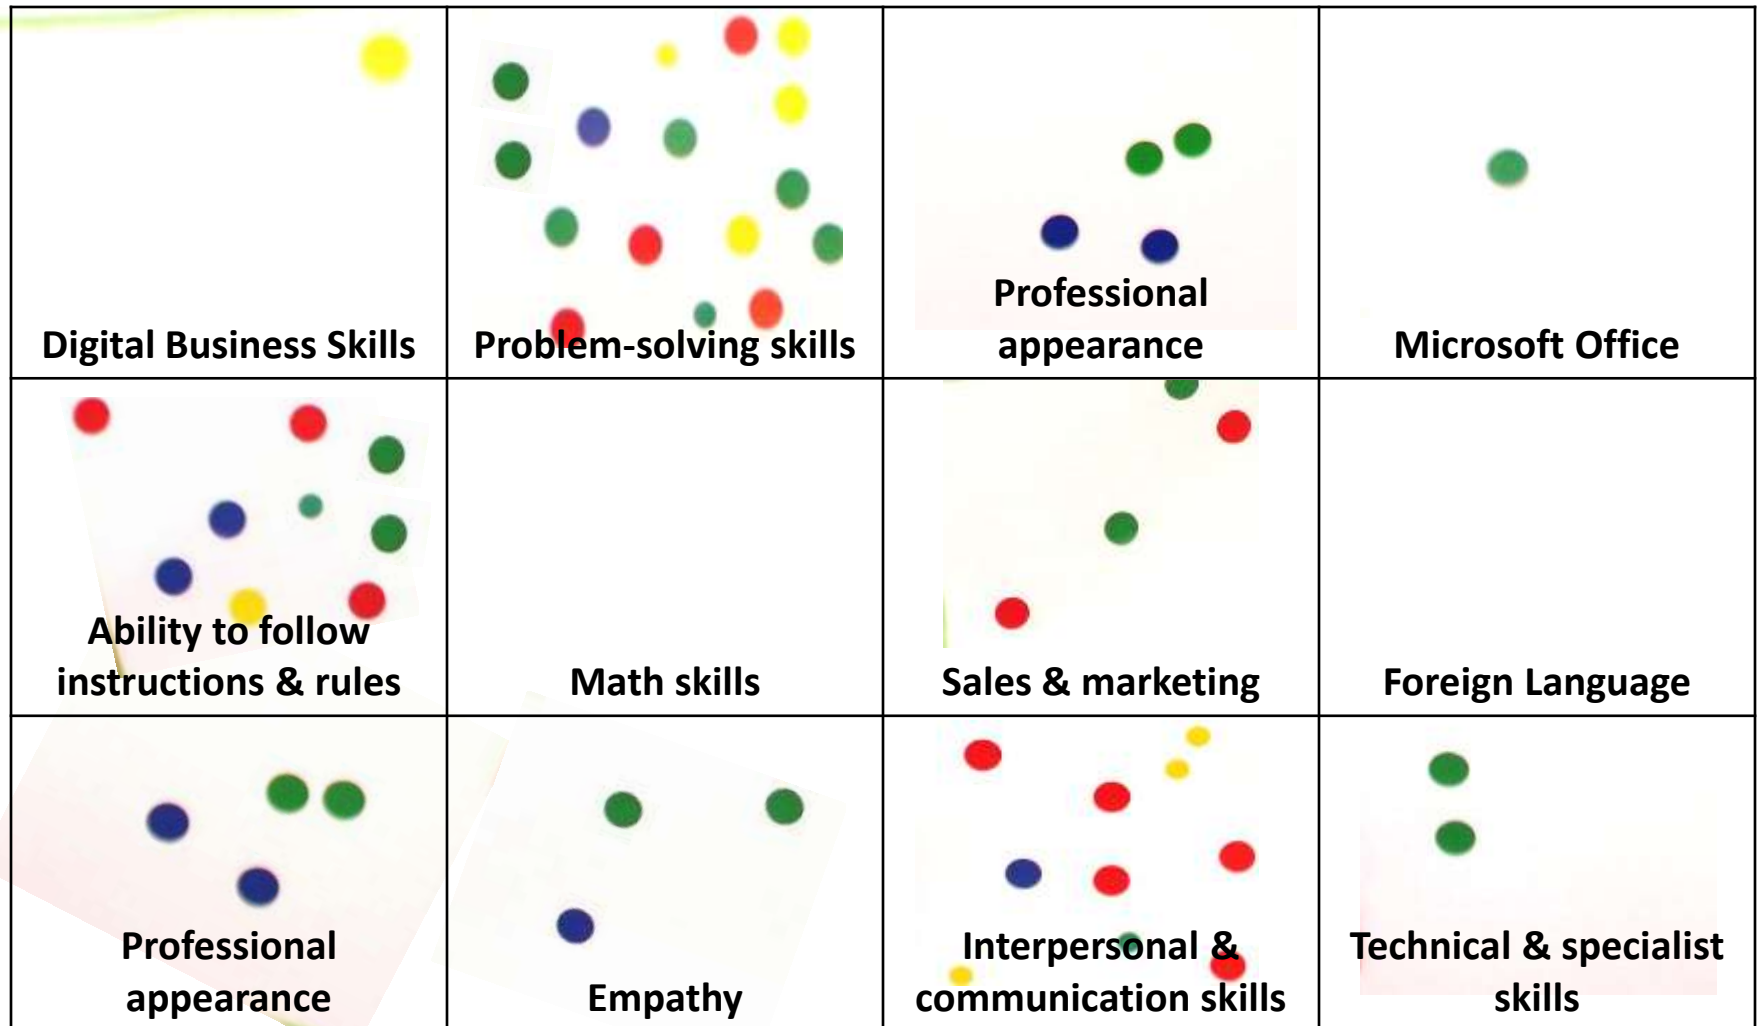 Digital Business Skills
Problem-solving skills
Professional
appearance
Microsoft Office
Ability to follow
instructions & rules
Math skills
Sales & marketing
Foreign Language
Professional
appearance
Empathy
Interpersonal &
communication skills
Technical & specialist
skills